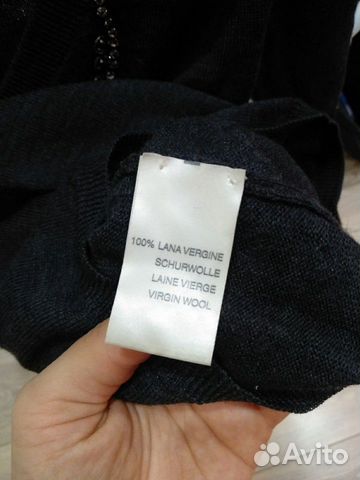 100% LANA VERGINE
SCHURWOLLE
LAINE VIERGE
VIRGIN WOOL
Avito